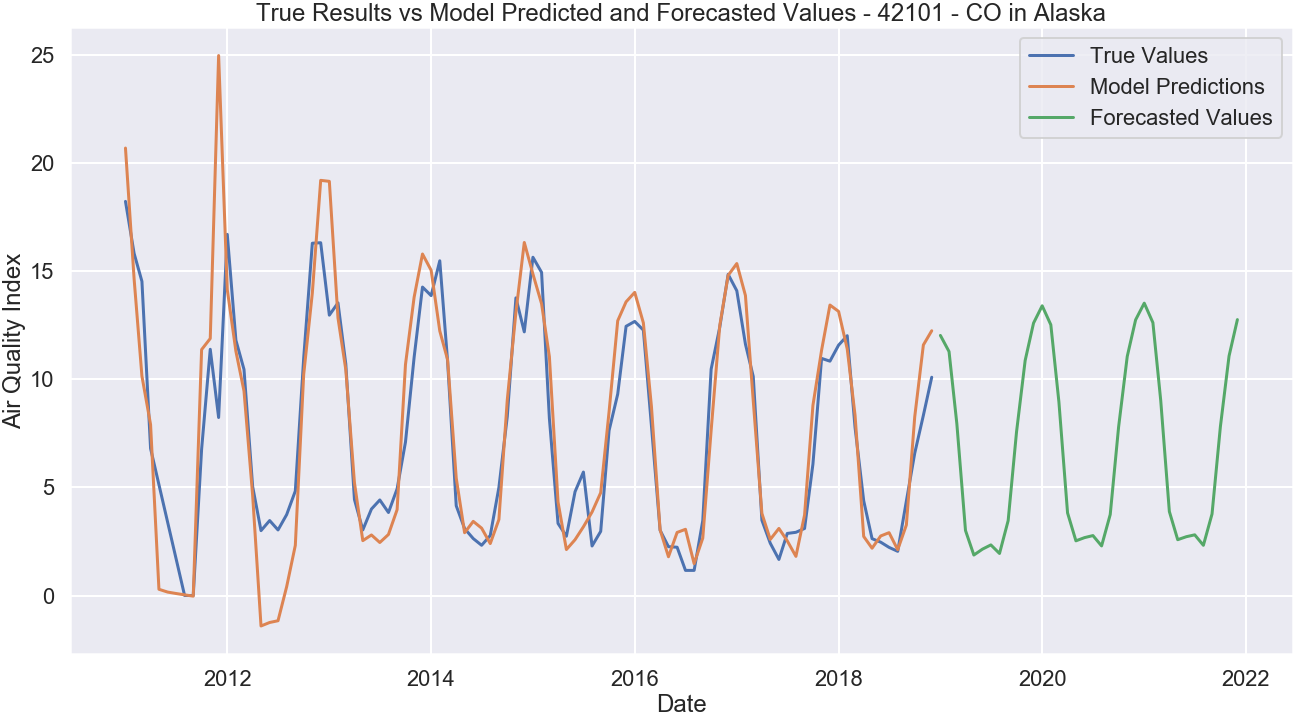 True Results vs Model Predicted and Forecasted Values - 42101 - CO in Alaska
True Values
Model Predictions
Forecasted Values
Air Quality Index
25
20
15
10
5
0
2012
2014
2016
2018
2020
2022
Date